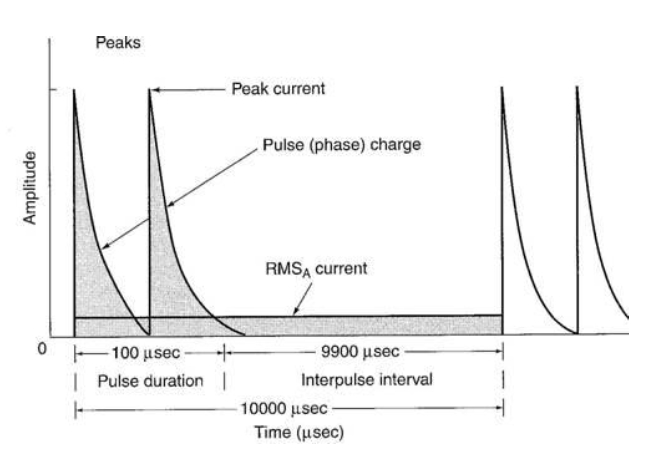 Peaks
Peak current
Pulse (phase) charge
Amplitude
RMSA current
0
100 μsec
9900 μsec
Pulse duration
Interpulse interval
10000 μsec
Time (μsec)